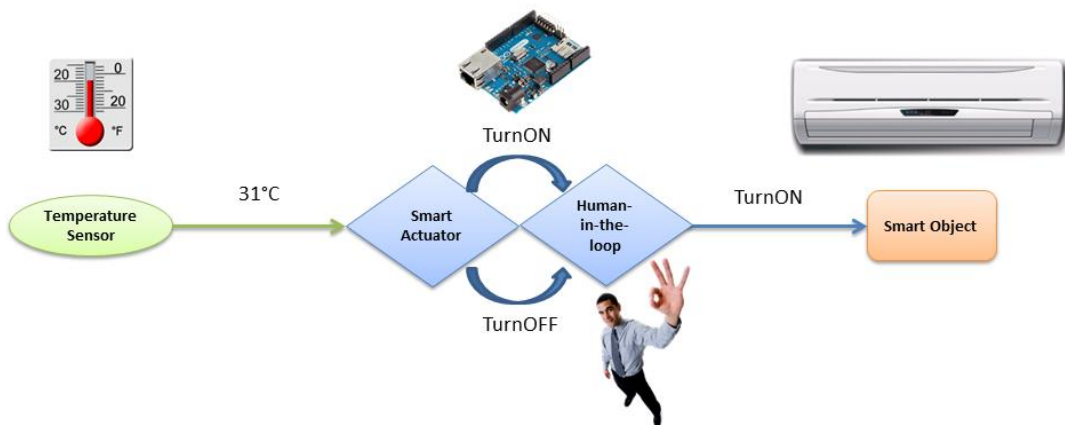 20 0
30 20
°C °F
TurnON
31°C
Temperature
Sensor
Smart
Actuator
Human-
in-the-
loop
TurnON
Smart Object
TurnOFF